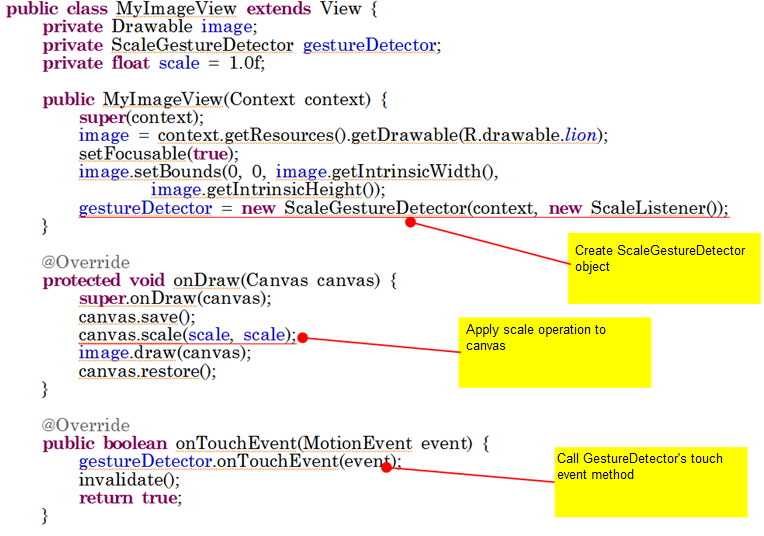 public class MyImageView extends View {
private Drawable image;
private ScaleGestureDetector gestureDetector;
private float scale = 1.0f;
public MyImageView(Context context) {
super(context);
image = context.getResources().getDrawable(R.drawable.lion);
setFocusable(true);
image.setBounds(0, 0, image.getIntrinsicWidth(),
image.getIntrinsicHeight());
gestureDetector = new ScaleGestureDetector(context, new ScaleListener());
}
Create ScaleGestureDetector
object
@Override
protected void onDraw(Canvas canvas) {
super.onDraw(canvas);
canvas.save();
canvas.scale(scale, scale);
image.draw(canvas);
canvas.restore();
}
Apply scale operation to
canvas
@Override
public boolean onTouchEvent(MotionEvent event) {
gestureDetector.onTouchEvent(event);
invalidate();
return true;
}
Call GestureDetector's touch
event method